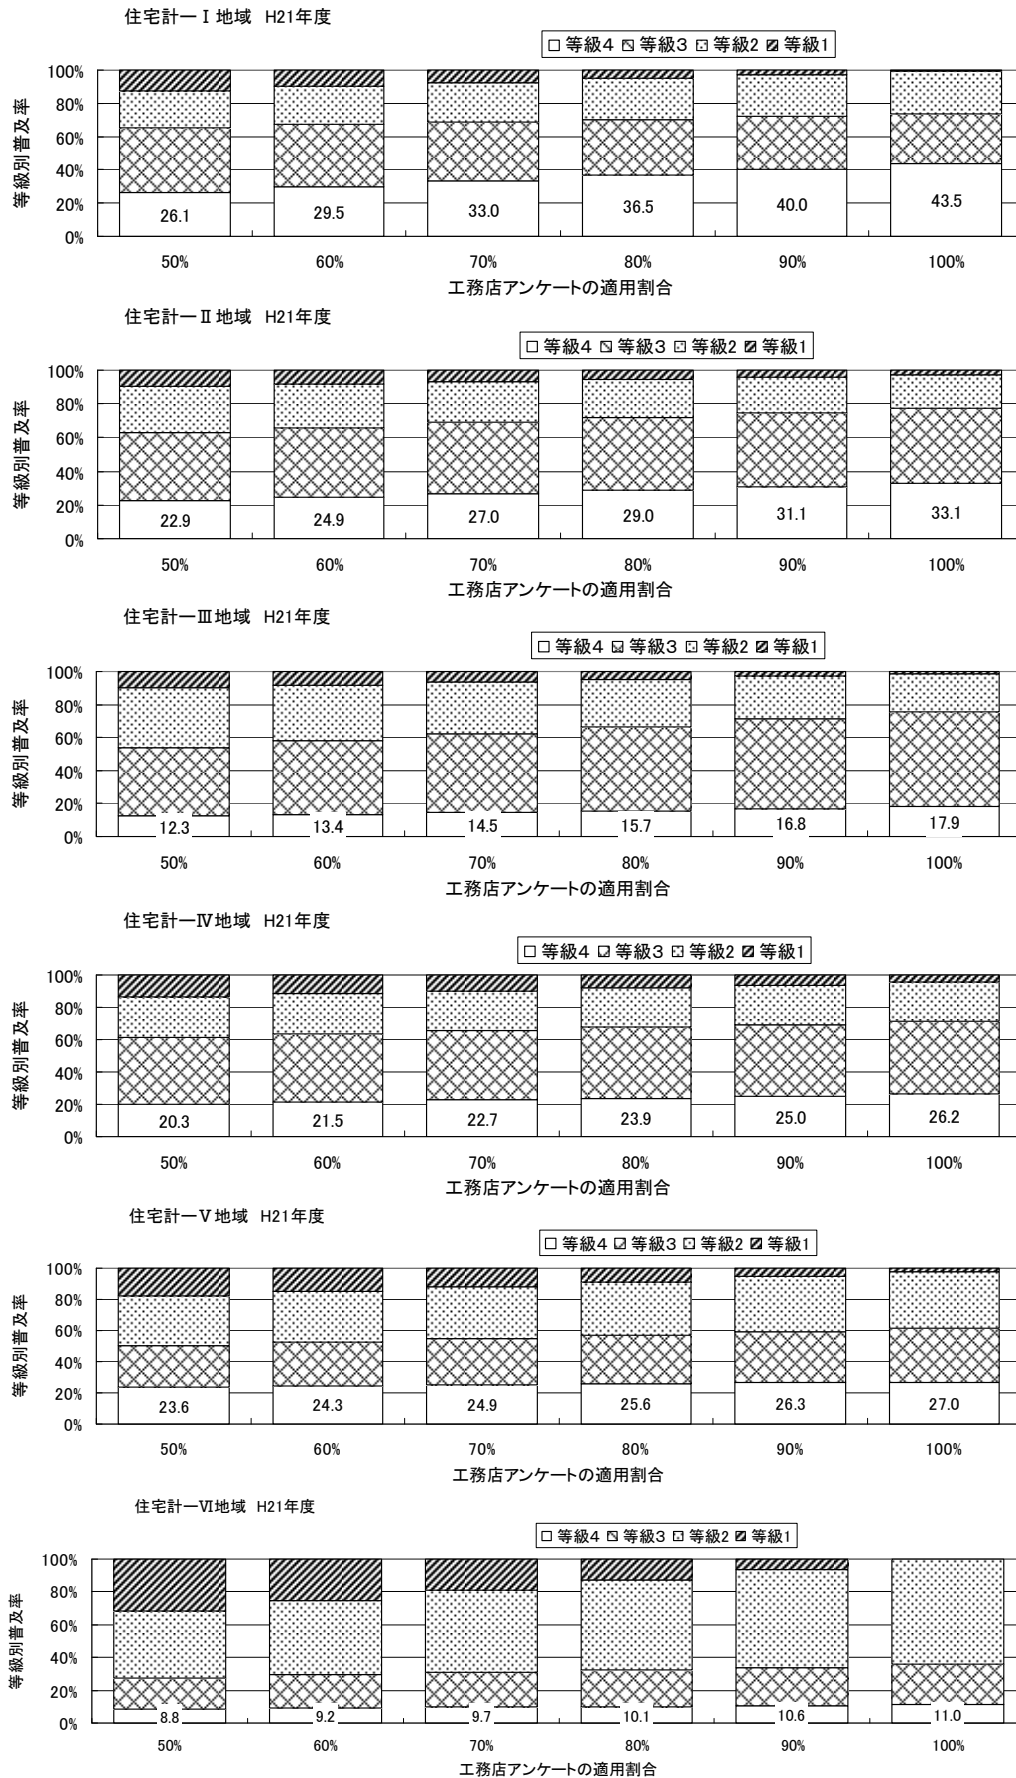 住宅計－Ⅰ地域 H21年度
□ 等級4 等級3 等級2 等級1
等級別普及率
100%
80%
60%
40%
20%
0%
26.1 29.5 33.0 36.5 40.0 43.5
50% 60% 70% 80% 90% 100%
工務店アンケートの適用割合
住宅計－Ⅱ地域 H21年度
□ 等級4 等級3 等級2 等級1
等級別普及率
100%
80%
60%
40%
20%
0%
22.9 24.9 27.0 29.0 31.1 33.1
50% 60% 70% 80% 90% 100%
工務店アンケートの適用割合
住宅計－Ⅲ地域 H21年度
□ 等級4 等級3 等級2 等級1
等級別普及率
100%
80%
60%
40%
20%
0%
12.3 13.4 14.5 15.7 16.8 17.9
50% 60% 70% 80% 90% 100%
工務店アンケートの適用割合
住宅計－Ⅳ地域 H21年度
□ 等級4 等級3 等級2 等級1
等級別普及率
100%
80%
60%
40%
20%
0%
20.3 21.5 22.7 23.9 25.0 26.2
50% 60% 70% 80% 90% 100%
工務店アンケートの適用割合
住宅計－Ⅴ地域 H21年度
□ 等級4 等級3 等級2 等級1
等級別普及率
100%
80%
60%
40%
20%
0%
23.6 24.3 24.9 25.6 26.3 27.0
50% 60% 70% 80% 90% 100%
工務店アンケートの適用割合
住宅計－Ⅵ地域 H21年度
□ 等級4 等級3 等級2 等級1
等級別普及率
100%
80%
60%
40%
20%
0%
8.8 9.2 9.7 10.1 10.6 11.0
50% 60% 70% 80% 90% 100%
工務店アンケートの適用割合